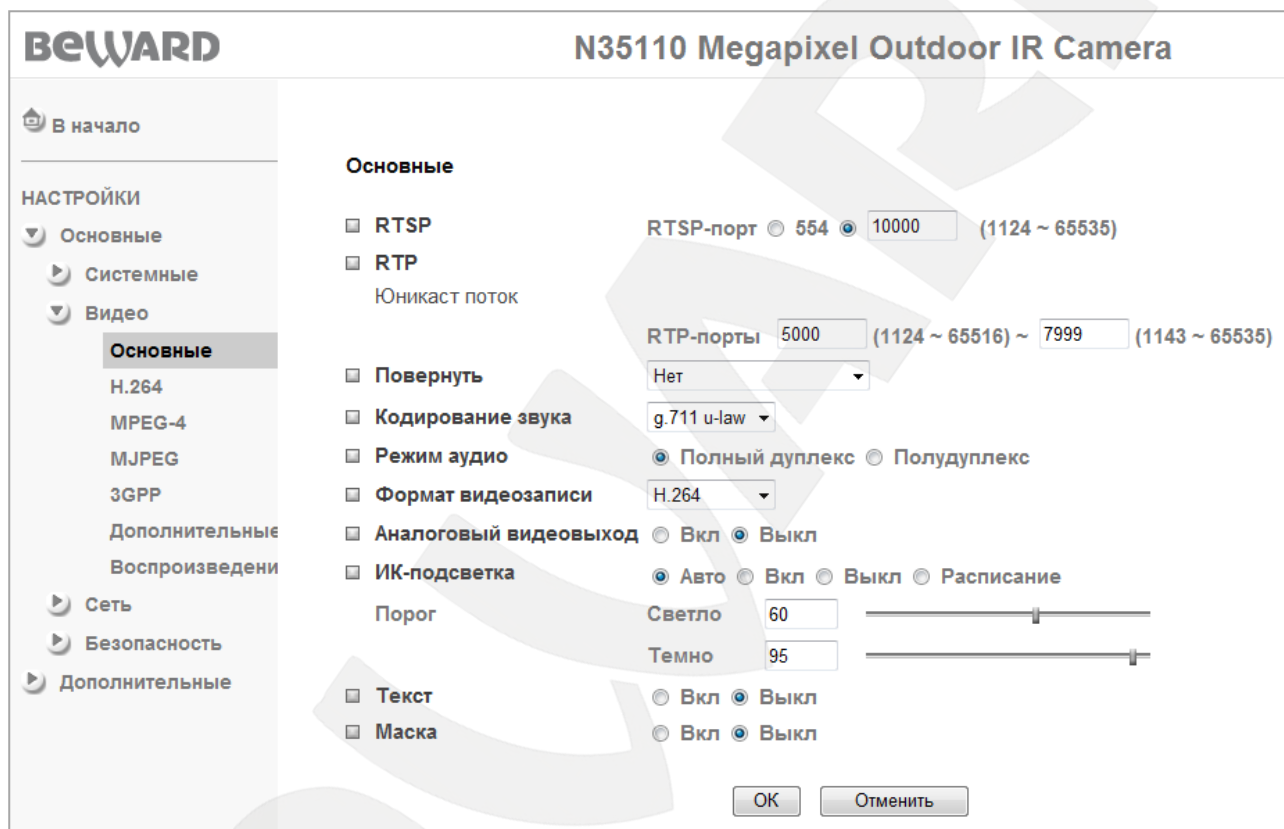 BEWARD
N35110 Megapixel Outdoor IR Camera
В начало
НАСТРОЙКИ
Основные
Системные
Видео
Основные
H.264
MPEG-4
MJPEG
3GPP
Дополнительные
Воспроизведени
Сеть
Безопасность
Дополнительные
Основные
RTSP RTSP-порт 554 10000 (1124 ~ 65535)
RTP
Юникаст поток
RTP-порты 5000 (1124 ~ 65516) ~ 7999 (1143 ~ 65535)
Повернуть Нет
Кодирование звука g.711 u-law
Режим аудио Полный дуплекс Полудуплекс
Формат видеозаписи H.264
Аналоговый видеовыход Вкл Выкл
ИК-подсветка Авто Вкл Выкл Расписание
Порог Светло 60
Темно 95
Текст Вкл Выкл
Маска Вкл Выкл
OK Отменить